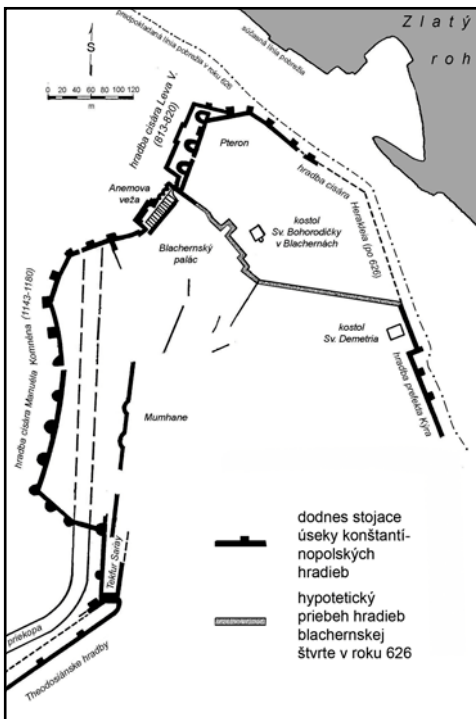 Zlatý
roh
súčasná línia pobrežia
predpokladaná línia pobrežia v roku 626
S
0 20 40 60 80 100 120
m
hradba cisára Leva V.
(813-820)
Pteron
hradba cisára
Herakleia (po 626)
Anemova
veža
kostol
Sv. Bohorodičky
v Blachernách
Blachernský
palác
kostol
Sv. Demetria
hradba prefekta Kýra
hradba cisára Manuéla Komnéna (1143-1180)
Mumhane
Tekfur Saray
priekopa
Theodosiánske hradby
dodnes stojace
úseky konštantí-
nopolských
hradieb
hypotetický
priebeh hradieb
blachernskej
štvrte v roku 626